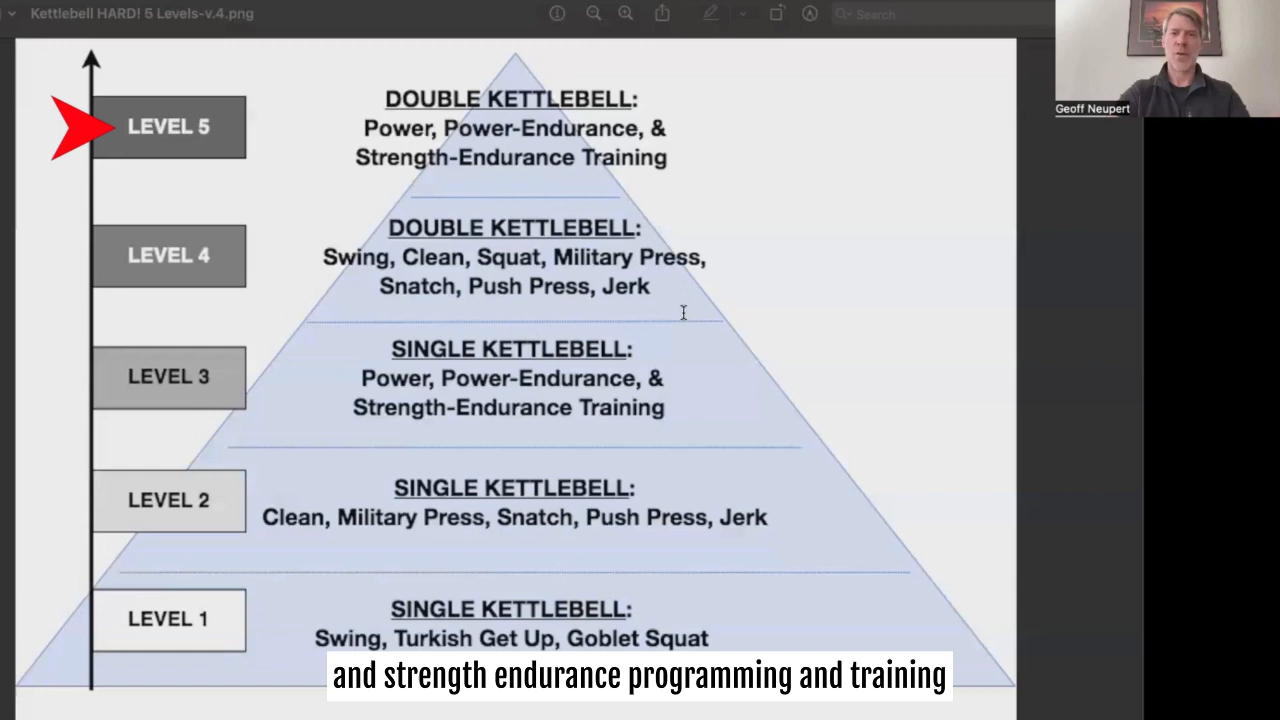 Kettlebell HARD! 5 Levels-v.4.png
Search
Geoff Neupert
LEVEL 5
DOUBLE KETTLEBELL:
Power, Power-Endurance, &
Strength-Endurance Training
LEVEL 4
DOUBLE KETTLEBELL:
Swing, Clean, Squat, Military Press,
Snatch, Push Press, Jerk
LEVEL 3
SINGLE KETTLEBELL:
Power, Power-Endurance, &
Strength-Endurance Training
LEVEL 2
SINGLE KETTLEBELL:
Clean, Military Press, Snatch, Push Press, Jerk
LEVEL 1
SINGLE KETTLEBELL:
Swing, Turkish Get Up, Goblet Squat
and strength endurance programming and training